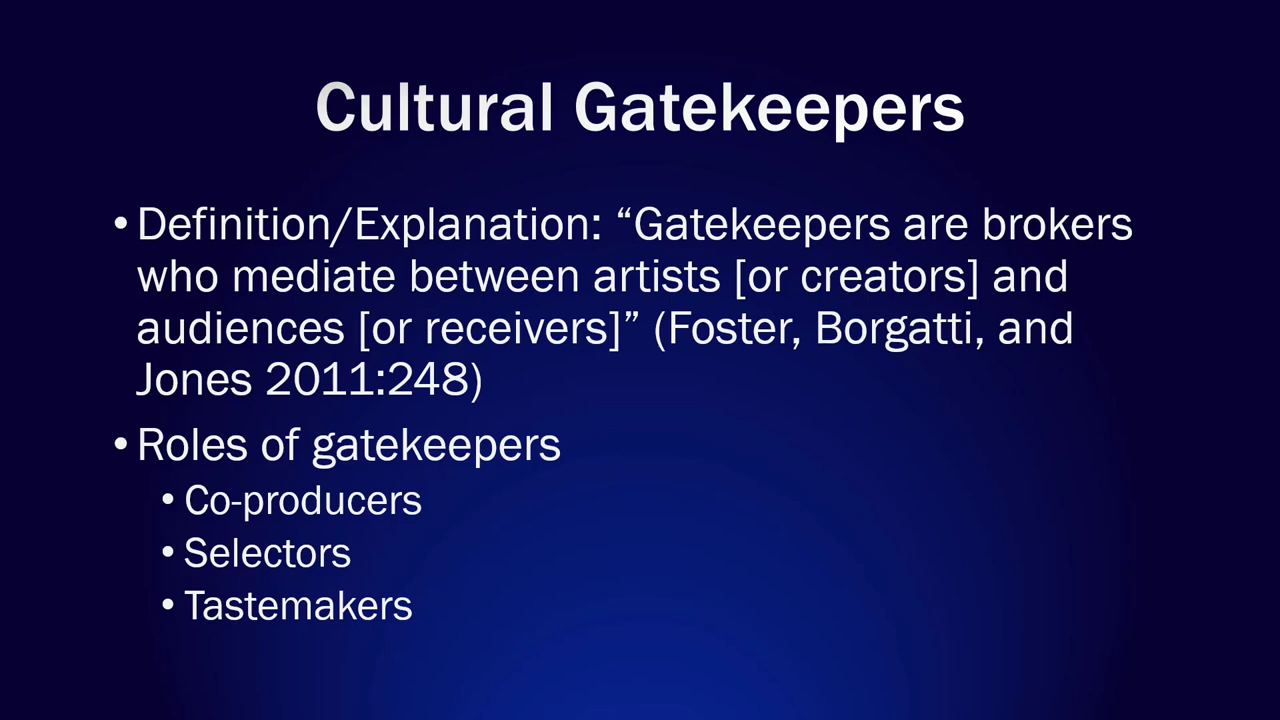 Cultural Gatekeepers
• Definition/Explanation: “Gatekeepers are brokers
who mediate between artists [or creators] and
audiences [or receivers]” (Foster, Borgatti, and
Jones 2011:248)
• Roles of gatekeepers
• Co-producers
• Selectors
• Tastemakers